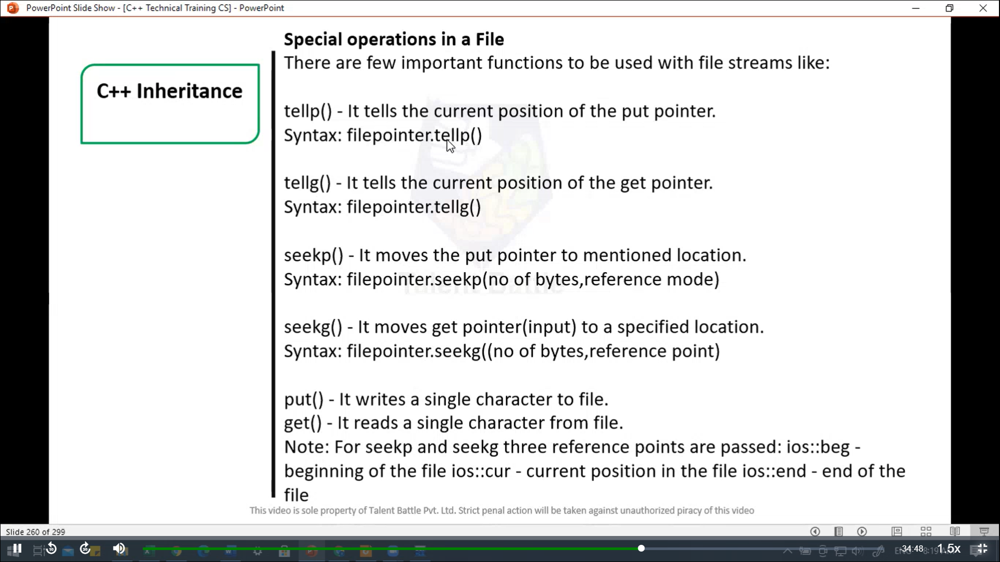 PowerPoint Slide Show - [C++ Technical Training CS] - PowerPoint
Special operations in a File
There are few important functions to be used with file streams like:
C++ Inheritance
tellp() - It tells the current position of the put pointer.
Syntax: filepointer.tellp()
tellg() - It tells the current position of the get pointer.
Syntax: filepointer.tellg()
seekp() - It moves the put pointer to mentioned location.
Syntax: filepointer.seekp(no of bytes,reference mode)
Talent Battle
seekg() - It moves get pointer(input) to a specified location.
Syntax: filepointer.seekg((no of bytes,reference point)
put() - It writes a single character to file.
get() - It reads a single character from file.
Note: For seekp and seekg three reference points are passed: ios::beg -
beginning of the file ios::cur - current position in the file ios::end - end of the
file
This video is sole property of Talent Battle Pvt. Ltd. Strict penal action will be taken against unauthorized piracy of this video
Slide 260 of 299
10
30
-34:48
1.5x